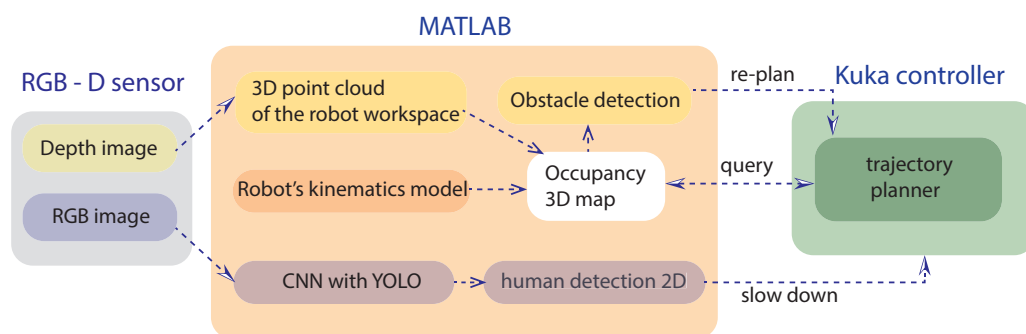 MATLAB
RGB - D sensor
Kuka controller
3D point cloud
of the robot workspace
Obstacle detection
re-plan
Depth image
Robot's kinematics model
Occupancy
3D map
query
trajectory
planner
RGB image
CNN with YOLO
human detection 2D
slow down